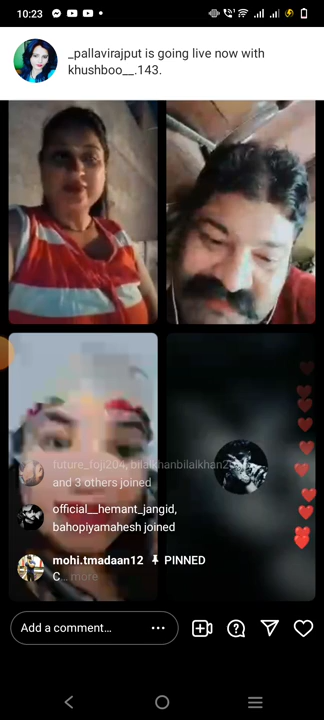 10:23
_pallavirajput is going live now with
khushboo__.143.
future_foji204, bilalkhanbilalkhan2
and 3 others joined
official__hemant_jangid,
bahopiyamahesh joined
mohi.tmadaan12 PINNED
C... more
Add a comment...